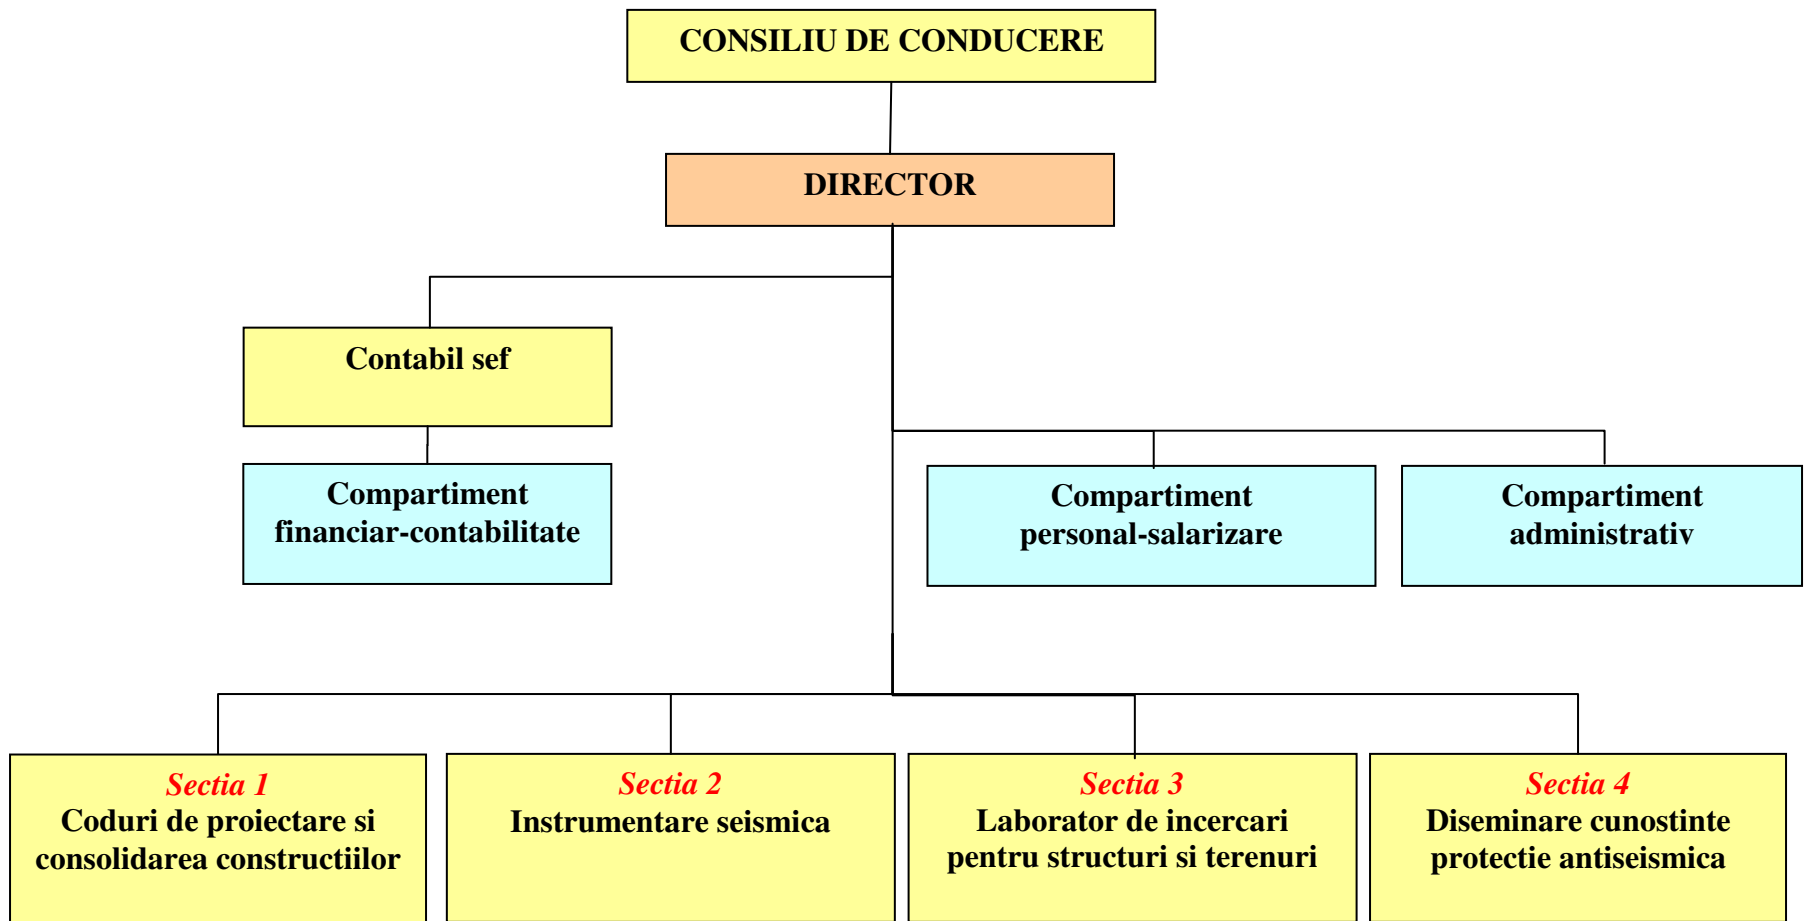 CONSILIU DE CONDUCERE
DIRECTOR
Contabil sef
Compartiment
financiar-contabilitate
Compartiment
personal-salarizare
Compartiment
administrativ
Sectia 1
Coduri de proiectare si
consolidarea constructiilor
Sectia 2
Instrumentare seismica
Sectia 3
Laborator de incercari
pentru structuri si terenuri
Sectia 4
Diseminare cunostinte
protectie antiseismica